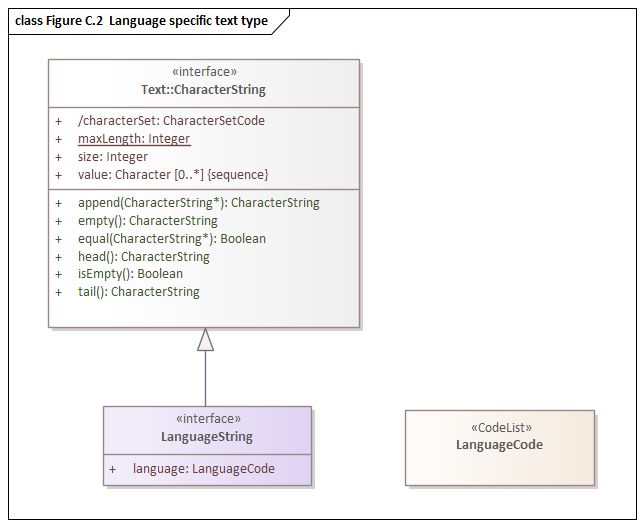 class Figure C.2 Language specific text type
«interface»
Text::CharacterString
+ /characterSet: CharacterSetCode
+ maxLength: Integer
+ size: Integer
+ value: Character [0..*] {sequence}
+ append(CharacterString*): CharacterString
+ empty(): CharacterString
+ equal(CharacterString*): Boolean
+ head(): CharacterString
+ isEmpty(): Boolean
+ tail(): CharacterString
«interface»
LanguageString
+ language: LanguageCode
«CodeList»
LanguageCode